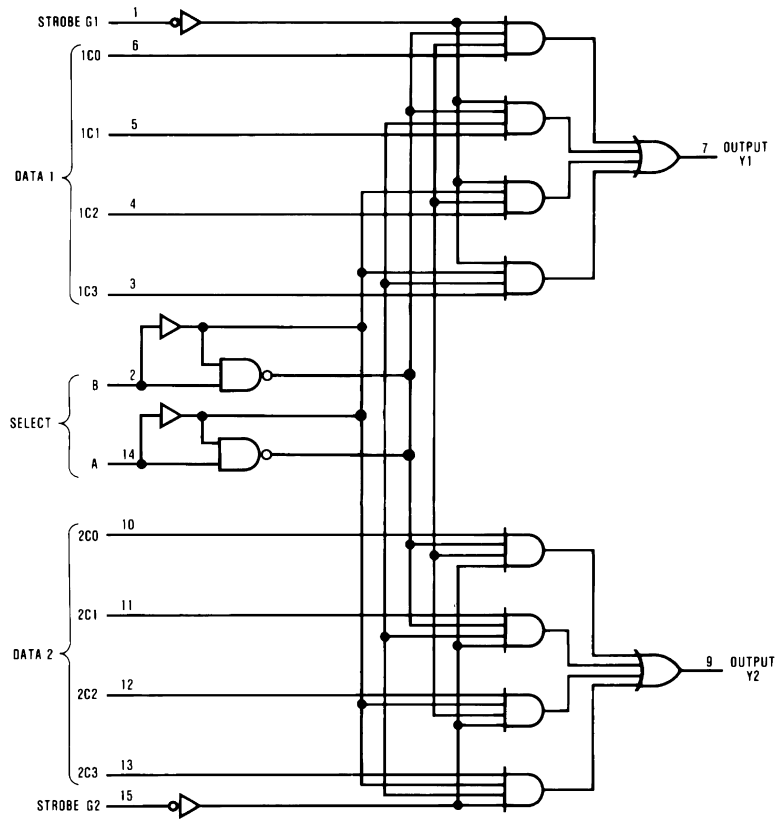 STROBE G1 1
1C0 6
1C1 5
DATA 1
1C2 4
1C3 3
7 OUTPUT Y1
B 2
SELECT
A 14
2C0 10
2C1 11
DATA 2
2C2 12
2C3 13
STROBE G2 15
9 OUTPUT Y2